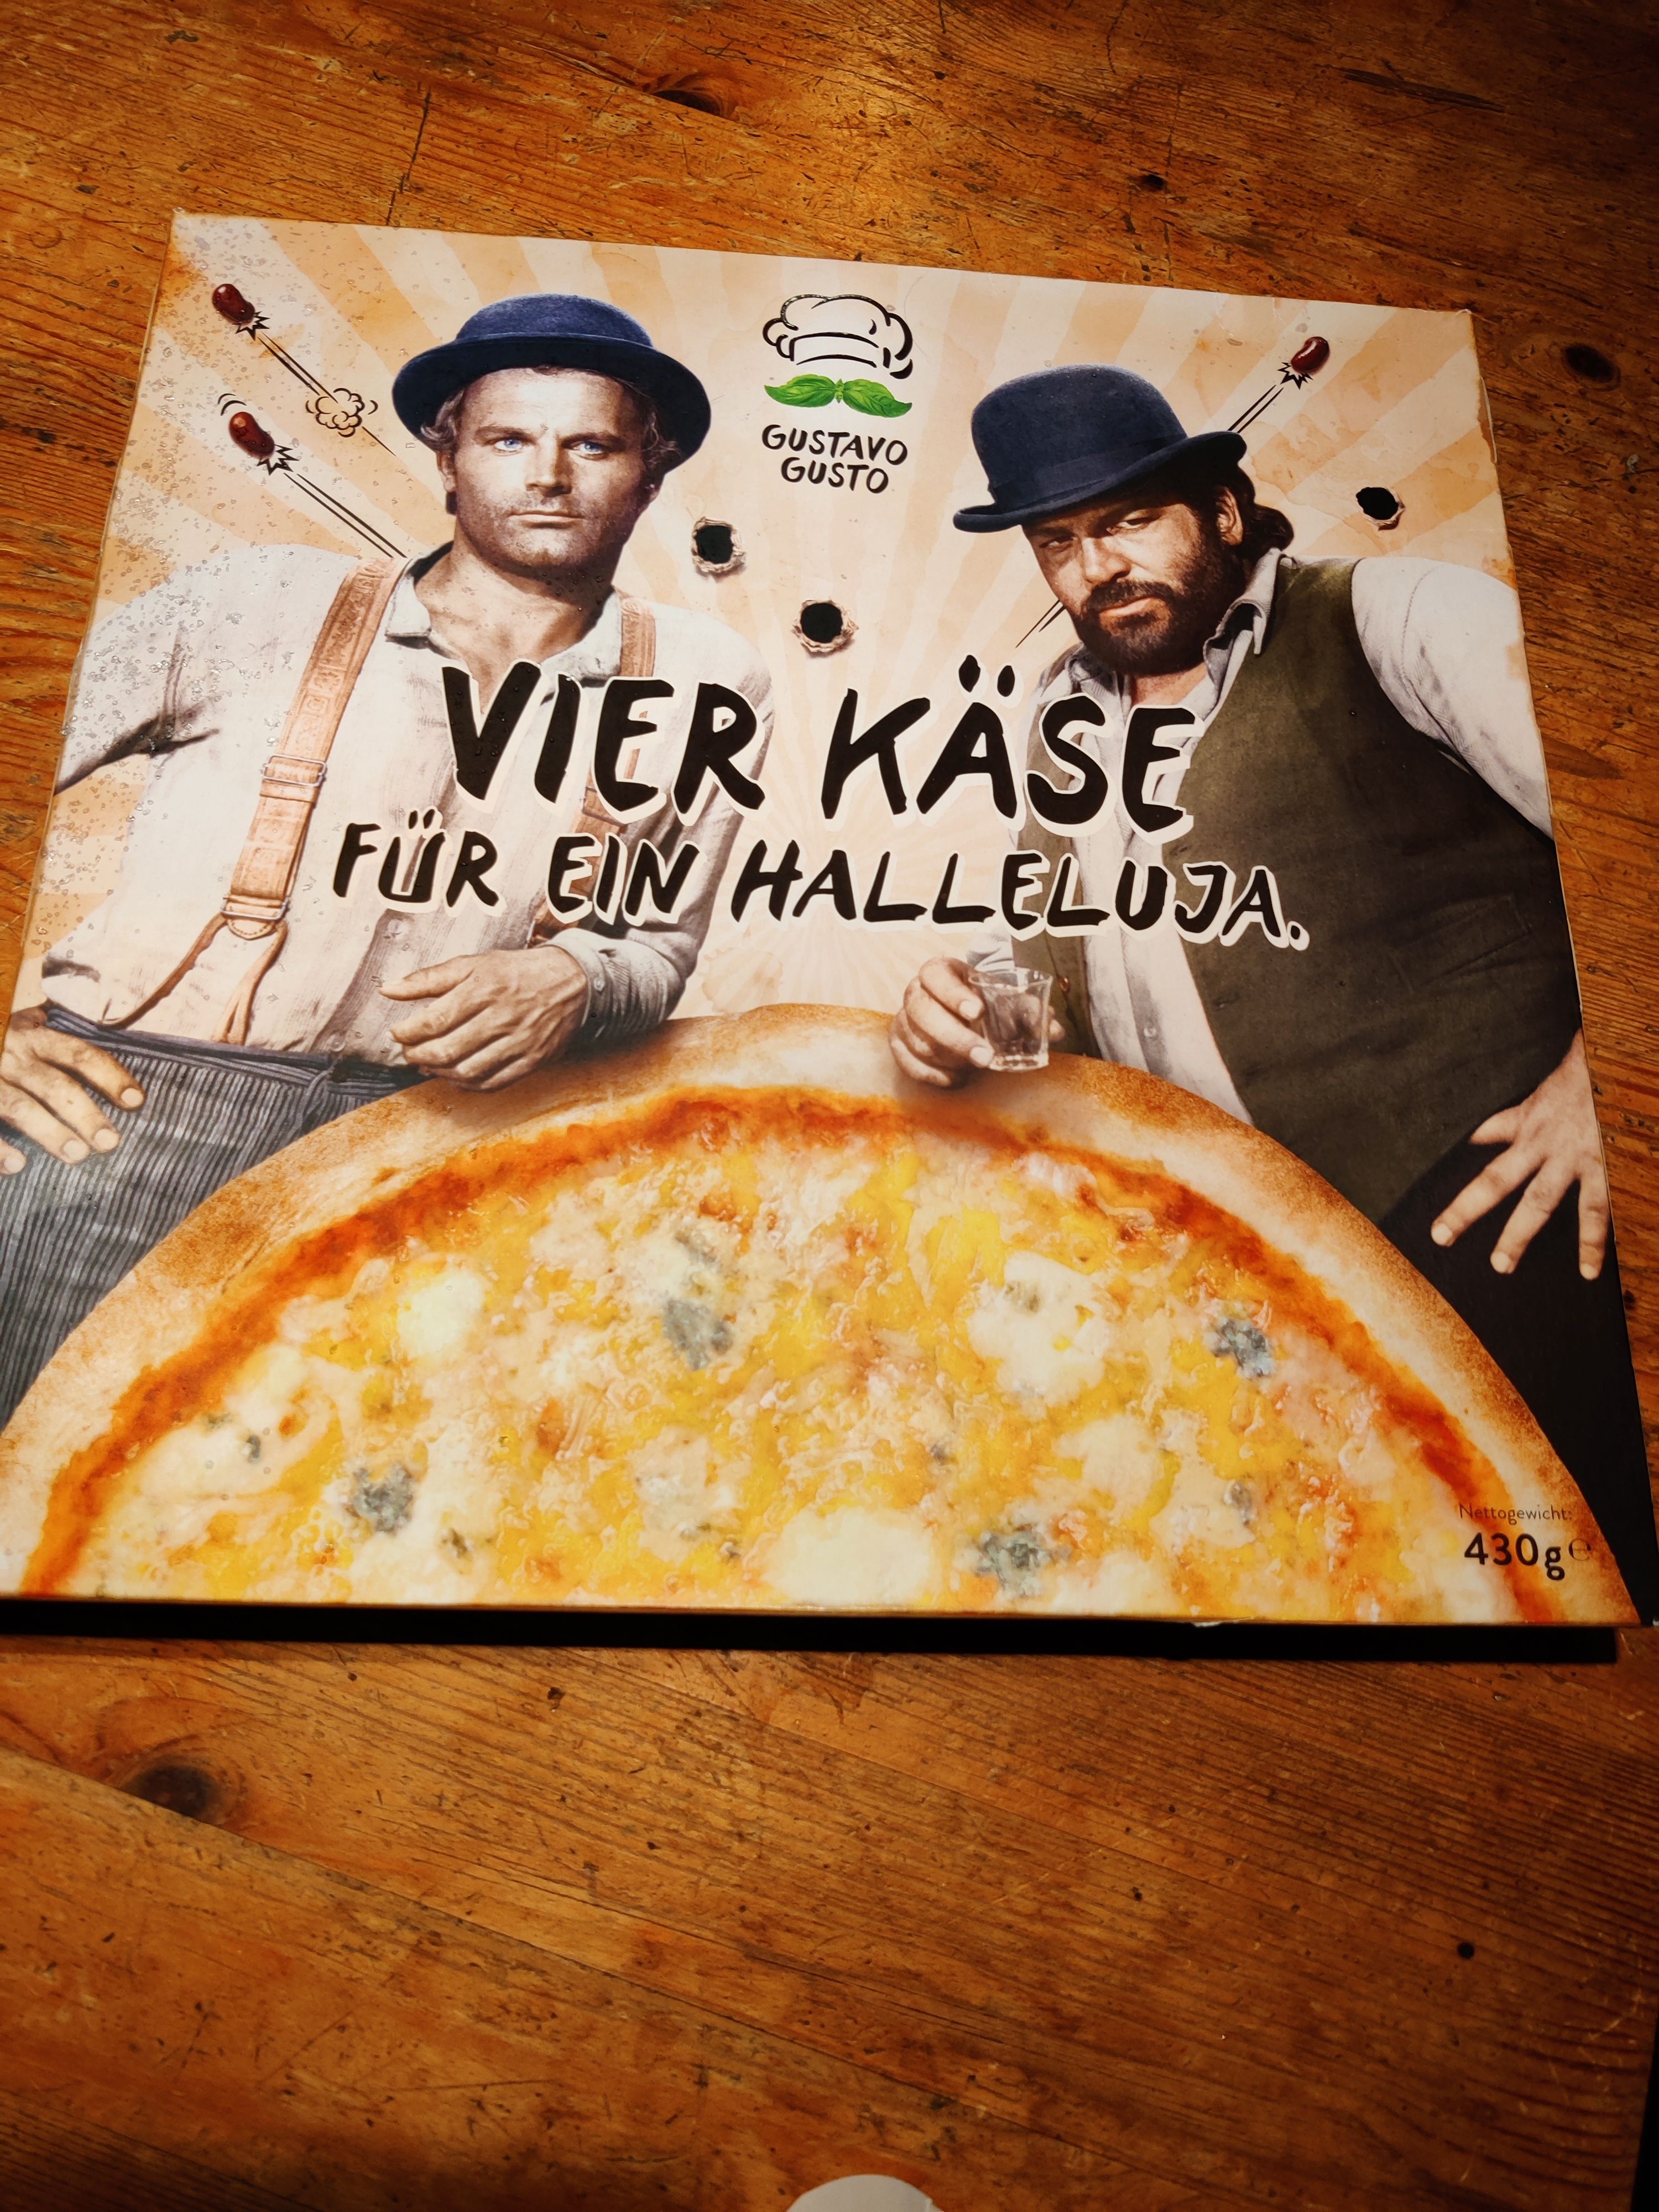 GUSTAVO
GUSTO
VIER KÄSE
FÜR EIN HALLELUJA.
Nettogewicht:
430g ℮